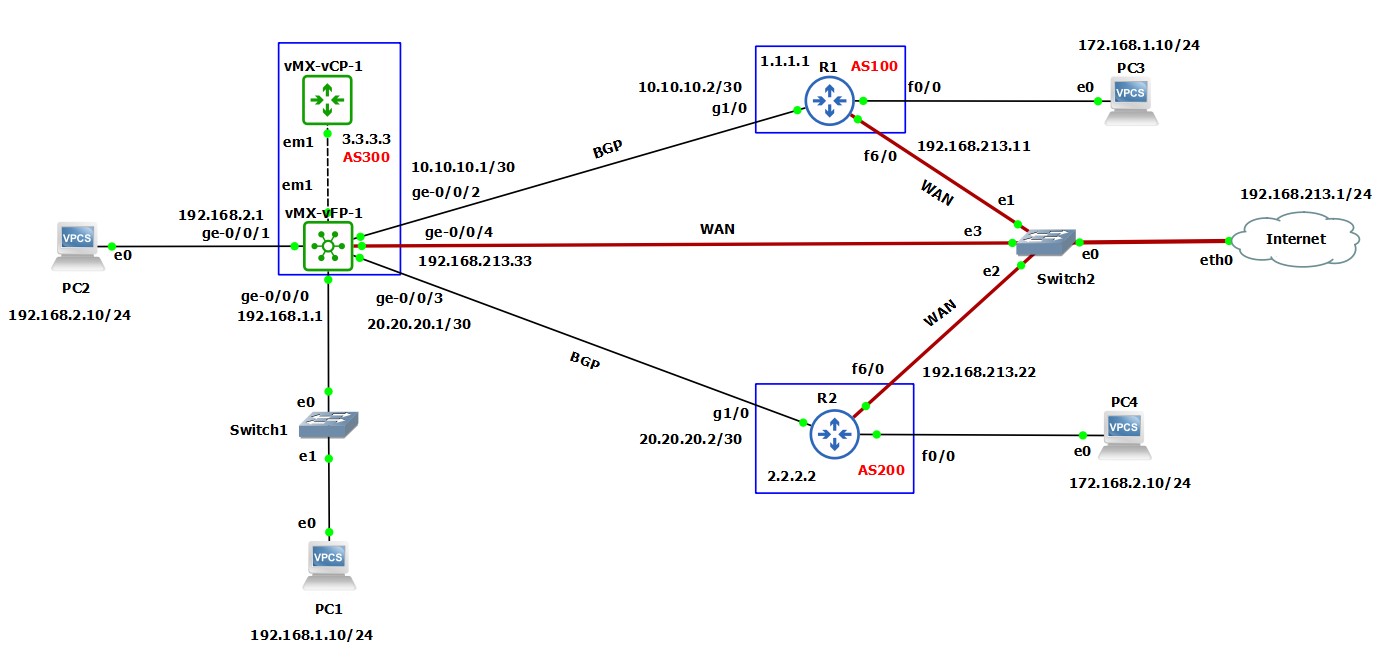 vMX-vCP-1
em1
3.3.3.3
AS300
em1
vMX-vFP-1
10.10.10.1/30
ge-0/0/2
BGP
10.10.10.2/30
g1/0
1.1.1.1
R1
AS100
f0/0
f6/0
192.168.213.11
WAN
172.168.1.10/24
PC3
e0
VPCS
192.168.2.1
ge-0/0/1
VPCS
e0
PC2
192.168.2.10/24
ge-0/0/4
192.168.213.33
WAN
e1
e3
e2
e0
Switch2
192.168.213.1/24
Internet
eth0
ge-0/0/0
192.168.1.1
ge-0/0/3
20.20.20.1/30
BGP
WAN
f6/0
192.168.213.22
g1/0
20.20.20.2/30
R2
2.2.2.2
AS200
f0/0
PC4
VPCS
e0
172.168.2.10/24
e0
Switch1
e1
e0
VPCS
PC1
192.168.1.10/24